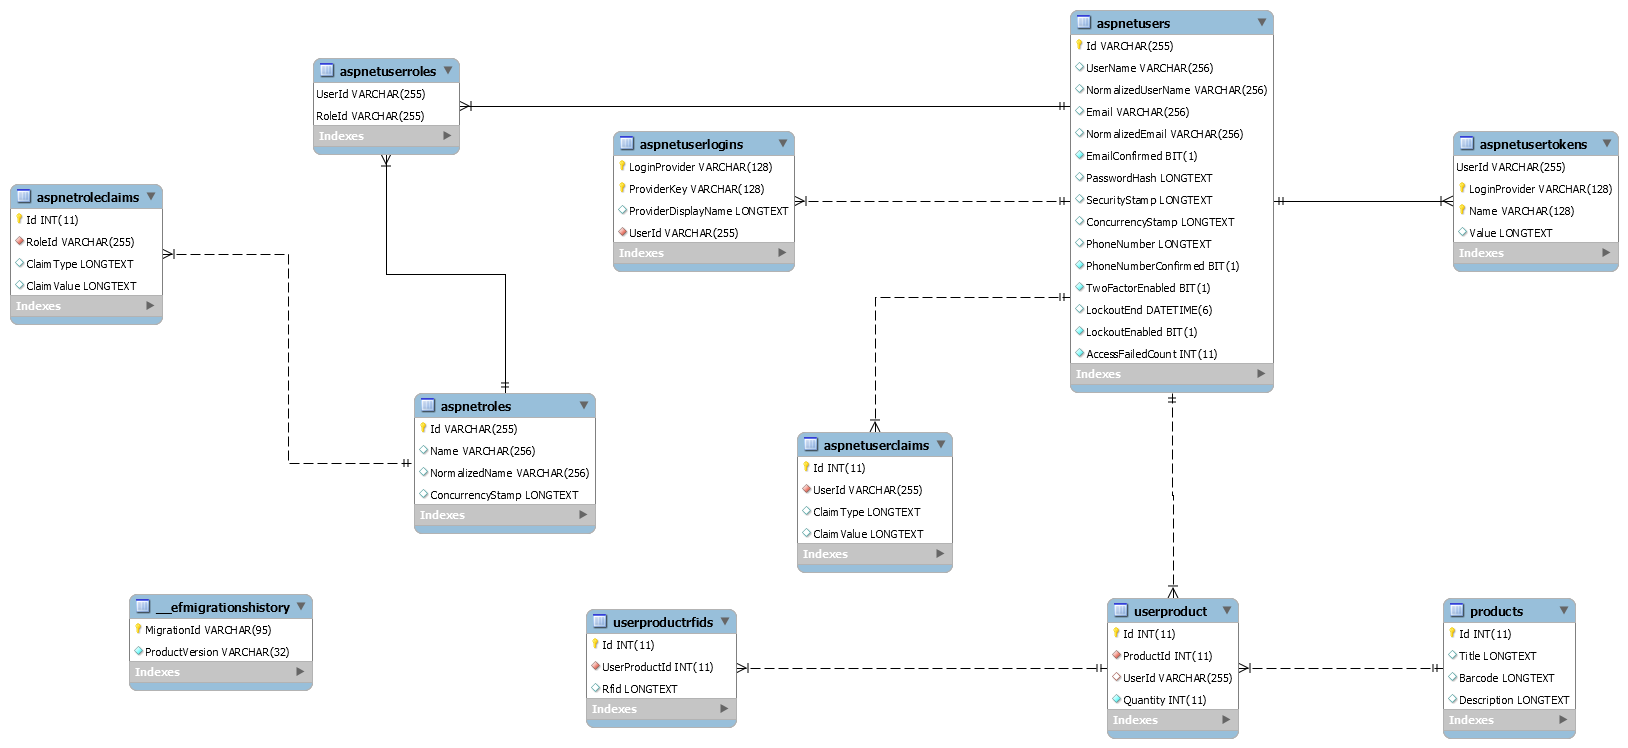 aspnetusers
Id VARCHAR(255)
UserName VARCHAR(256)
NormalizedUserName VARCHAR(256)
Email VARCHAR(256)
NormalizedEmail VARCHAR(256)
EmailConfirmed BIT(1)
PasswordHash LONGTEXT
SecurityStamp LONGTEXT
ConcurrencyStamp LONGTEXT
PhoneNumber LONGTEXT
PhoneNumberConfirmed BIT(1)
TwoFactorEnabled BIT(1)
LockoutEnd DATETIME(6)
LockoutEnabled BIT(1)
AccessFailedCount INT(11)
Indexes
aspnetuserroles
UserId VARCHAR(255)
RoleId VARCHAR(255)
Indexes
aspnetuserlogins
LoginProvider VARCHAR(128)
ProviderKey VARCHAR(128)
ProviderDisplayName LONGTEXT
UserId VARCHAR(255)
Indexes
aspnetusertokens
UserId VARCHAR(255)
LoginProvider VARCHAR(128)
Name VARCHAR(128)
Value LONGTEXT
Indexes
aspnetroleclaims
Id INT(11)
RoleId VARCHAR(255)
ClaimType LONGTEXT
ClaimValue LONGTEXT
Indexes
aspnetroles
Id VARCHAR(255)
Name VARCHAR(256)
NormalizedName VARCHAR(256)
ConcurrencyStamp LONGTEXT
Indexes
aspnetuserclaims
Id INT(11)
UserId VARCHAR(255)
ClaimType LONGTEXT
ClaimValue LONGTEXT
Indexes
__efmigrationshistory
MigrationId VARCHAR(95)
ProductVersion VARCHAR(32)
Indexes
userproductrfids
Id INT(11)
UserProductId INT(11)
Rfid LONGTEXT
Indexes
userproduct
Id INT(11)
ProductId INT(11)
UserId VARCHAR(255)
Quantity INT(11)
Indexes
products
Id INT(11)
Title LONGTEXT
Barcode LONGTEXT
Description LONGTEXT
Indexes